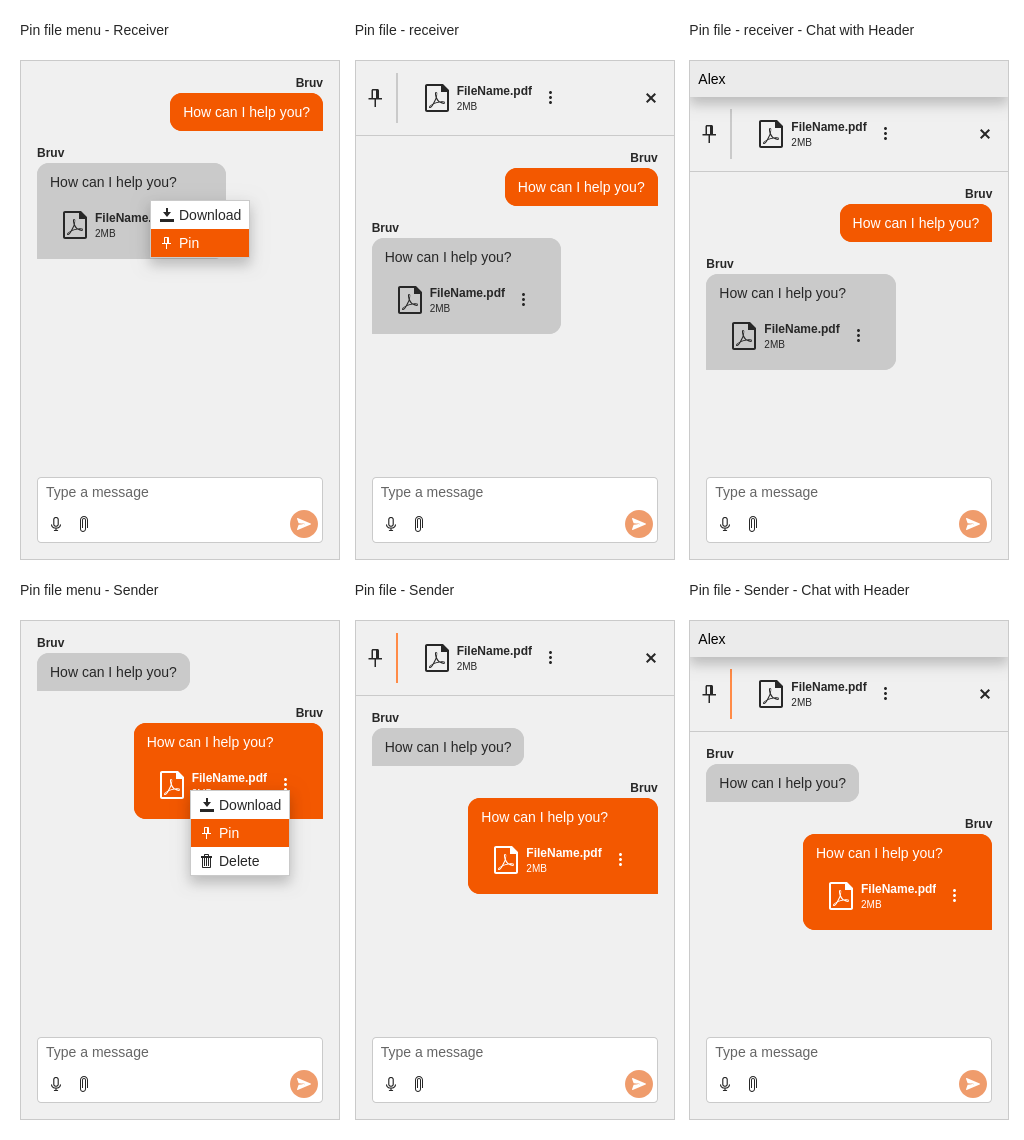 Pin file menu - Receiver
Bruv
How can I help you?
Bruv
How can I help you?
FileName.
2MB
Download
Pin
Type a message
Pin file - receiver
FileName.pdf
2MB
Bruv
How can I help you?
Bruv
How can I help you?
FileName.pdf
2MB
Type a message
Pin file - receiver - Chat with Header
Alex
FileName.pdf
2MB
Bruv
How can I help you?
Bruv
How can I help you?
FileName.pdf
2MB
Type a message
Pin file menu - Sender
Bruv
How can I help you?
Bruv
How can I help you?
FileName.pdf
Download
Pin
Delete
Type a message
Pin file - Sender
FileName.pdf
2MB
Bruv
How can I help you?
Bruv
How can I help you?
FileName.pdf
2MB
Type a message
Pin file - Sender - Chat with Header
Alex
FileName.pdf
2MB
Bruv
How can I help you?
Bruv
How can I help you?
FileName.pdf
2MB
Type a message